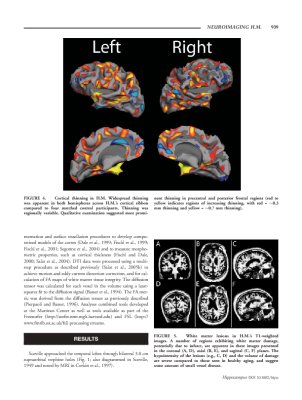 NEUROIMAGING H.M. 939
Left Right
FIGURE 4. Cortical thinning in H.M. Widespread thinning
was apparent in both hemispheres across H.M.'s cortical ribbon
compared to four matched control participants. Thinning was
regionally variable. Qualitative examination suggested more promi-
nent thinning in precentral and posterior frontal regions (red to
yellow indicates regions of increasing thinning, with red = −0.3
mm thinning and yellow = −0.7 mm thinning).
mentation and surface tessellation procedures to develop compu-
terized models of the cortex (Dale et al., 1999; Fischl et al., 1999;
Fischl et al., 2001; Segonne et al., 2004) and to measure morpho-
metric properties, such as cortical thickness (Fischl and Dale,
2000; Salat et al., 2004). DTI data were processed using a multi-
step procedure as described previously (Salat et al., 2005b) to
achieve motion and eddy current distortion correction, and for cal-
culation of FA maps of white matter tissue integrity. The diffusion
tensor was calculated for each voxel in the volume using a least-
squares fit to the diffusion signal (Basser et al., 1994). The FA met-
ric was derived from the diffusion tensor as previously described
(Pierpaoli and Basser, 1996). Analyses combined tools developed
at the Martinos Center as well as tools available as part of the
Freesurfer (http://surfer.nmr.mgh.harvard.edu) and FSL (http://
www.fmrib.ox.ac.uk/fsl) processing streams.
RESULTS
Scoville approached the temporal lobes through bilateral 3.8 cm
supraorbital trephine holes (Fig. 1; also diagrammed in Scoville,
1949 and noted by MRI in Corkin et al., 1997).
A B C
D E F
FIGURE 5. White matter lesions in H.M.'s T1-weighted
images. A number of regions exhibiting white matter damage,
potentially due to infarct, are apparent in these images presented
in the coronal (A, D), axial (B, E), and sagittal (C, F) planes. The
hypointensity of the lesions (e.g., C, D) and the volume of damage
are severe compared to those seen in healthy aging, and suggest
some amount of small vessel disease.
Hippocampus